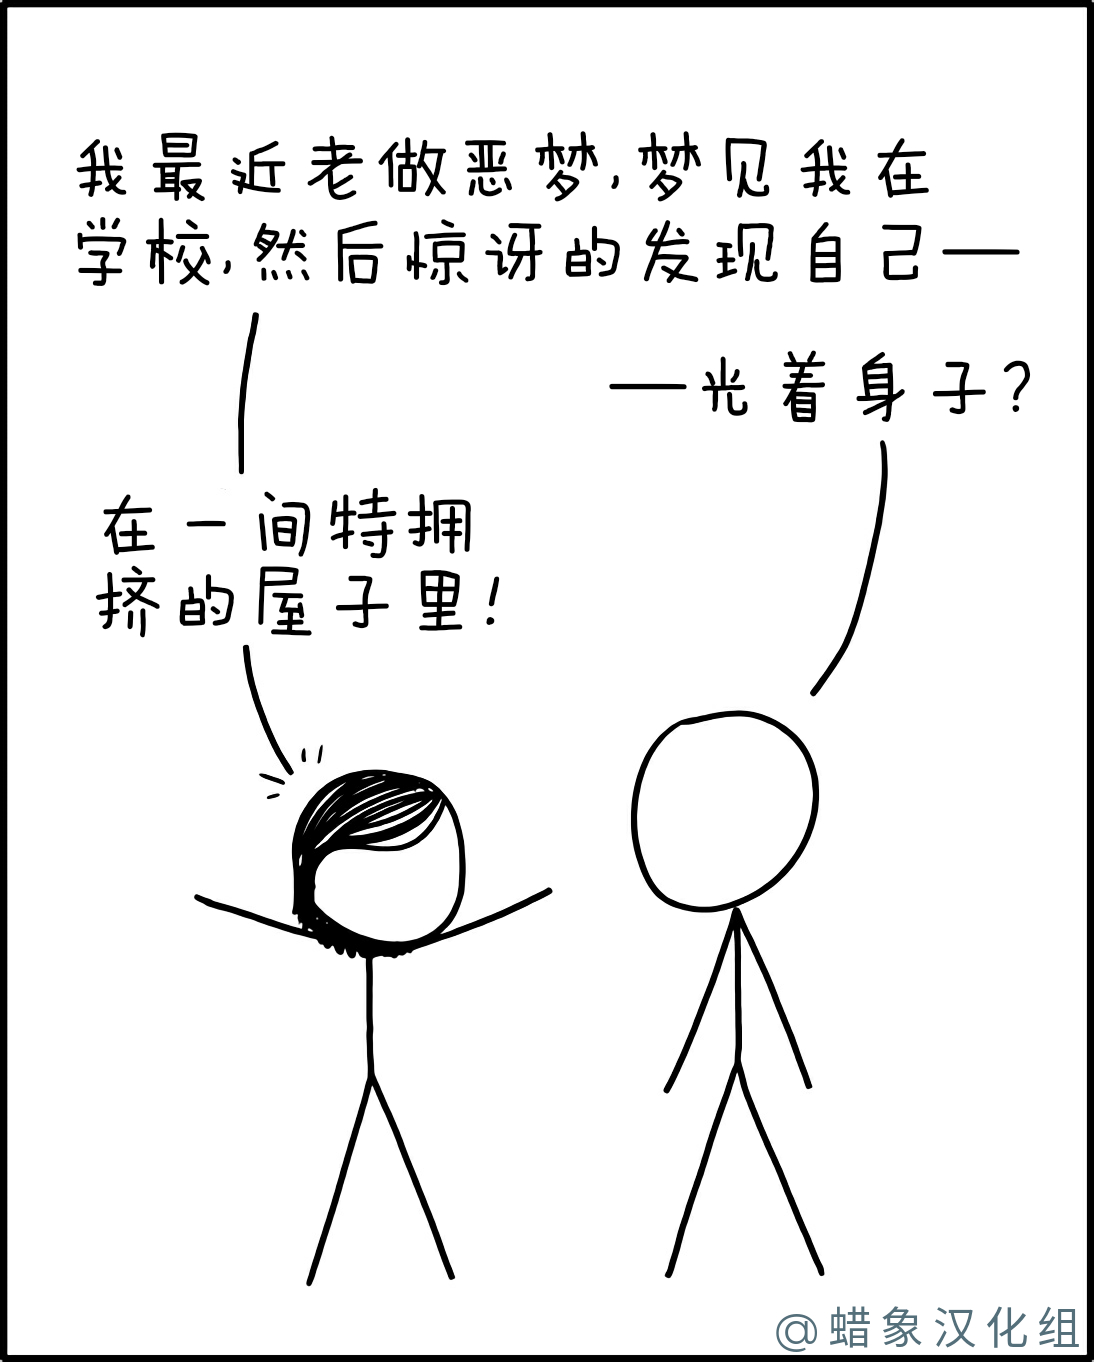 我最近老做恶梦，梦见我在
学校，然后惊讶的发现自己——
——光着身子？
在一间特拥
挤的屋子里！
@蜡象汉化组